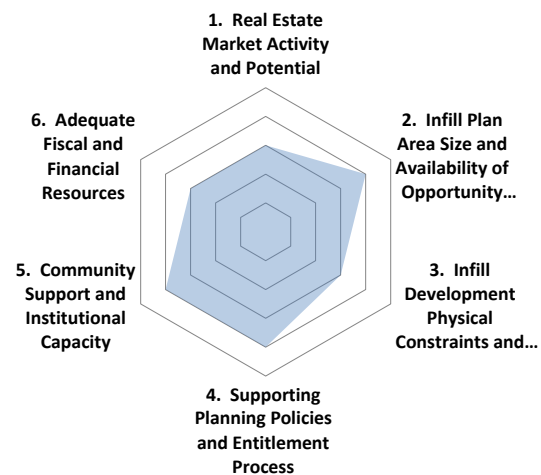 1. Real Estate
Market Activity
and Potential
2. Infill Plan
Area Size and
Availability of
Opportunity...
3. Infill
Development
Physical
Constraints and...
4. Supporting
Planning Policies
and Entitlement
Process
5. Community
Support and
Institutional
Capacity
6. Adequate
Fiscal and
Financial
Resources